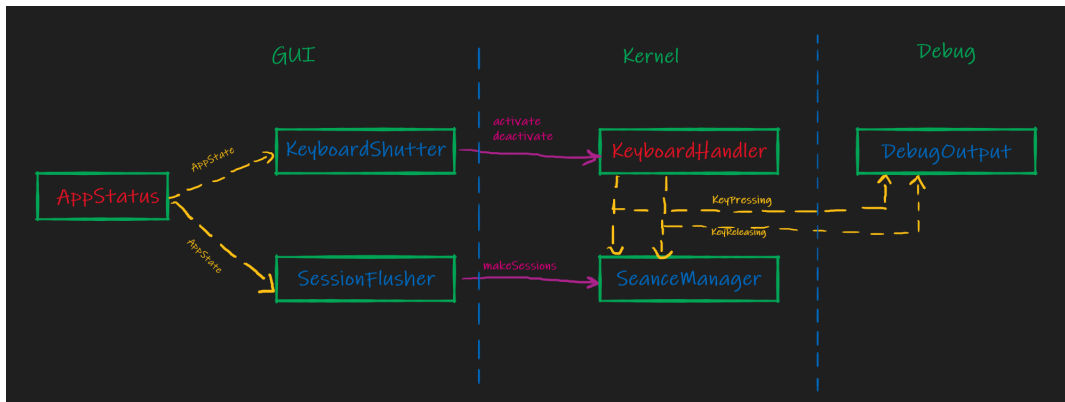 GUI
Kernel
Debug
activate
deactivate
AppState
KeyboardShutter
KeyboardHandler
DebugOutput
AppStatus
KeyPressing
KeyReleasing
AppState
makeSessions
SessionFlusher
SeanceManager